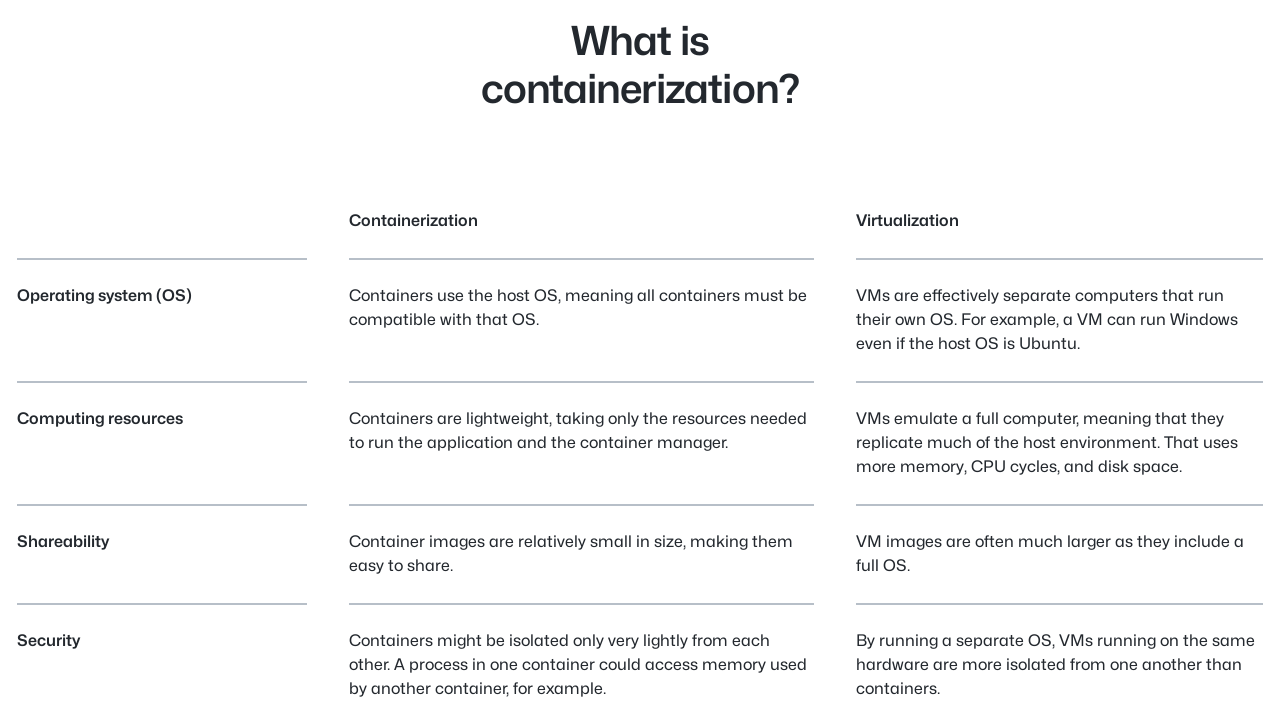 What is
containerization?
Containerization
Virtualization
Operating system (OS)
Containers use the host OS, meaning all containers must be
compatible with that OS.
VMs are effectively separate computers that run
their own OS. For example, a VM can run Windows
even if the host OS is Ubuntu.
Computing resources
Containers are lightweight, taking only the resources needed
to run the application and the container manager.
VMs emulate a full computer, meaning that they
replicate much of the host environment. That uses
more memory, CPU cycles, and disk space.
Shareability
Container images are relatively small in size, making them
easy to share.
VM images are often much larger as they include a
full OS.
Security
Containers might be isolated only very lightly from each
other. A process in one container could access memory used
by another container, for example.
By running a separate OS, VMs running on the same
hardware are more isolated from one another than
containers.